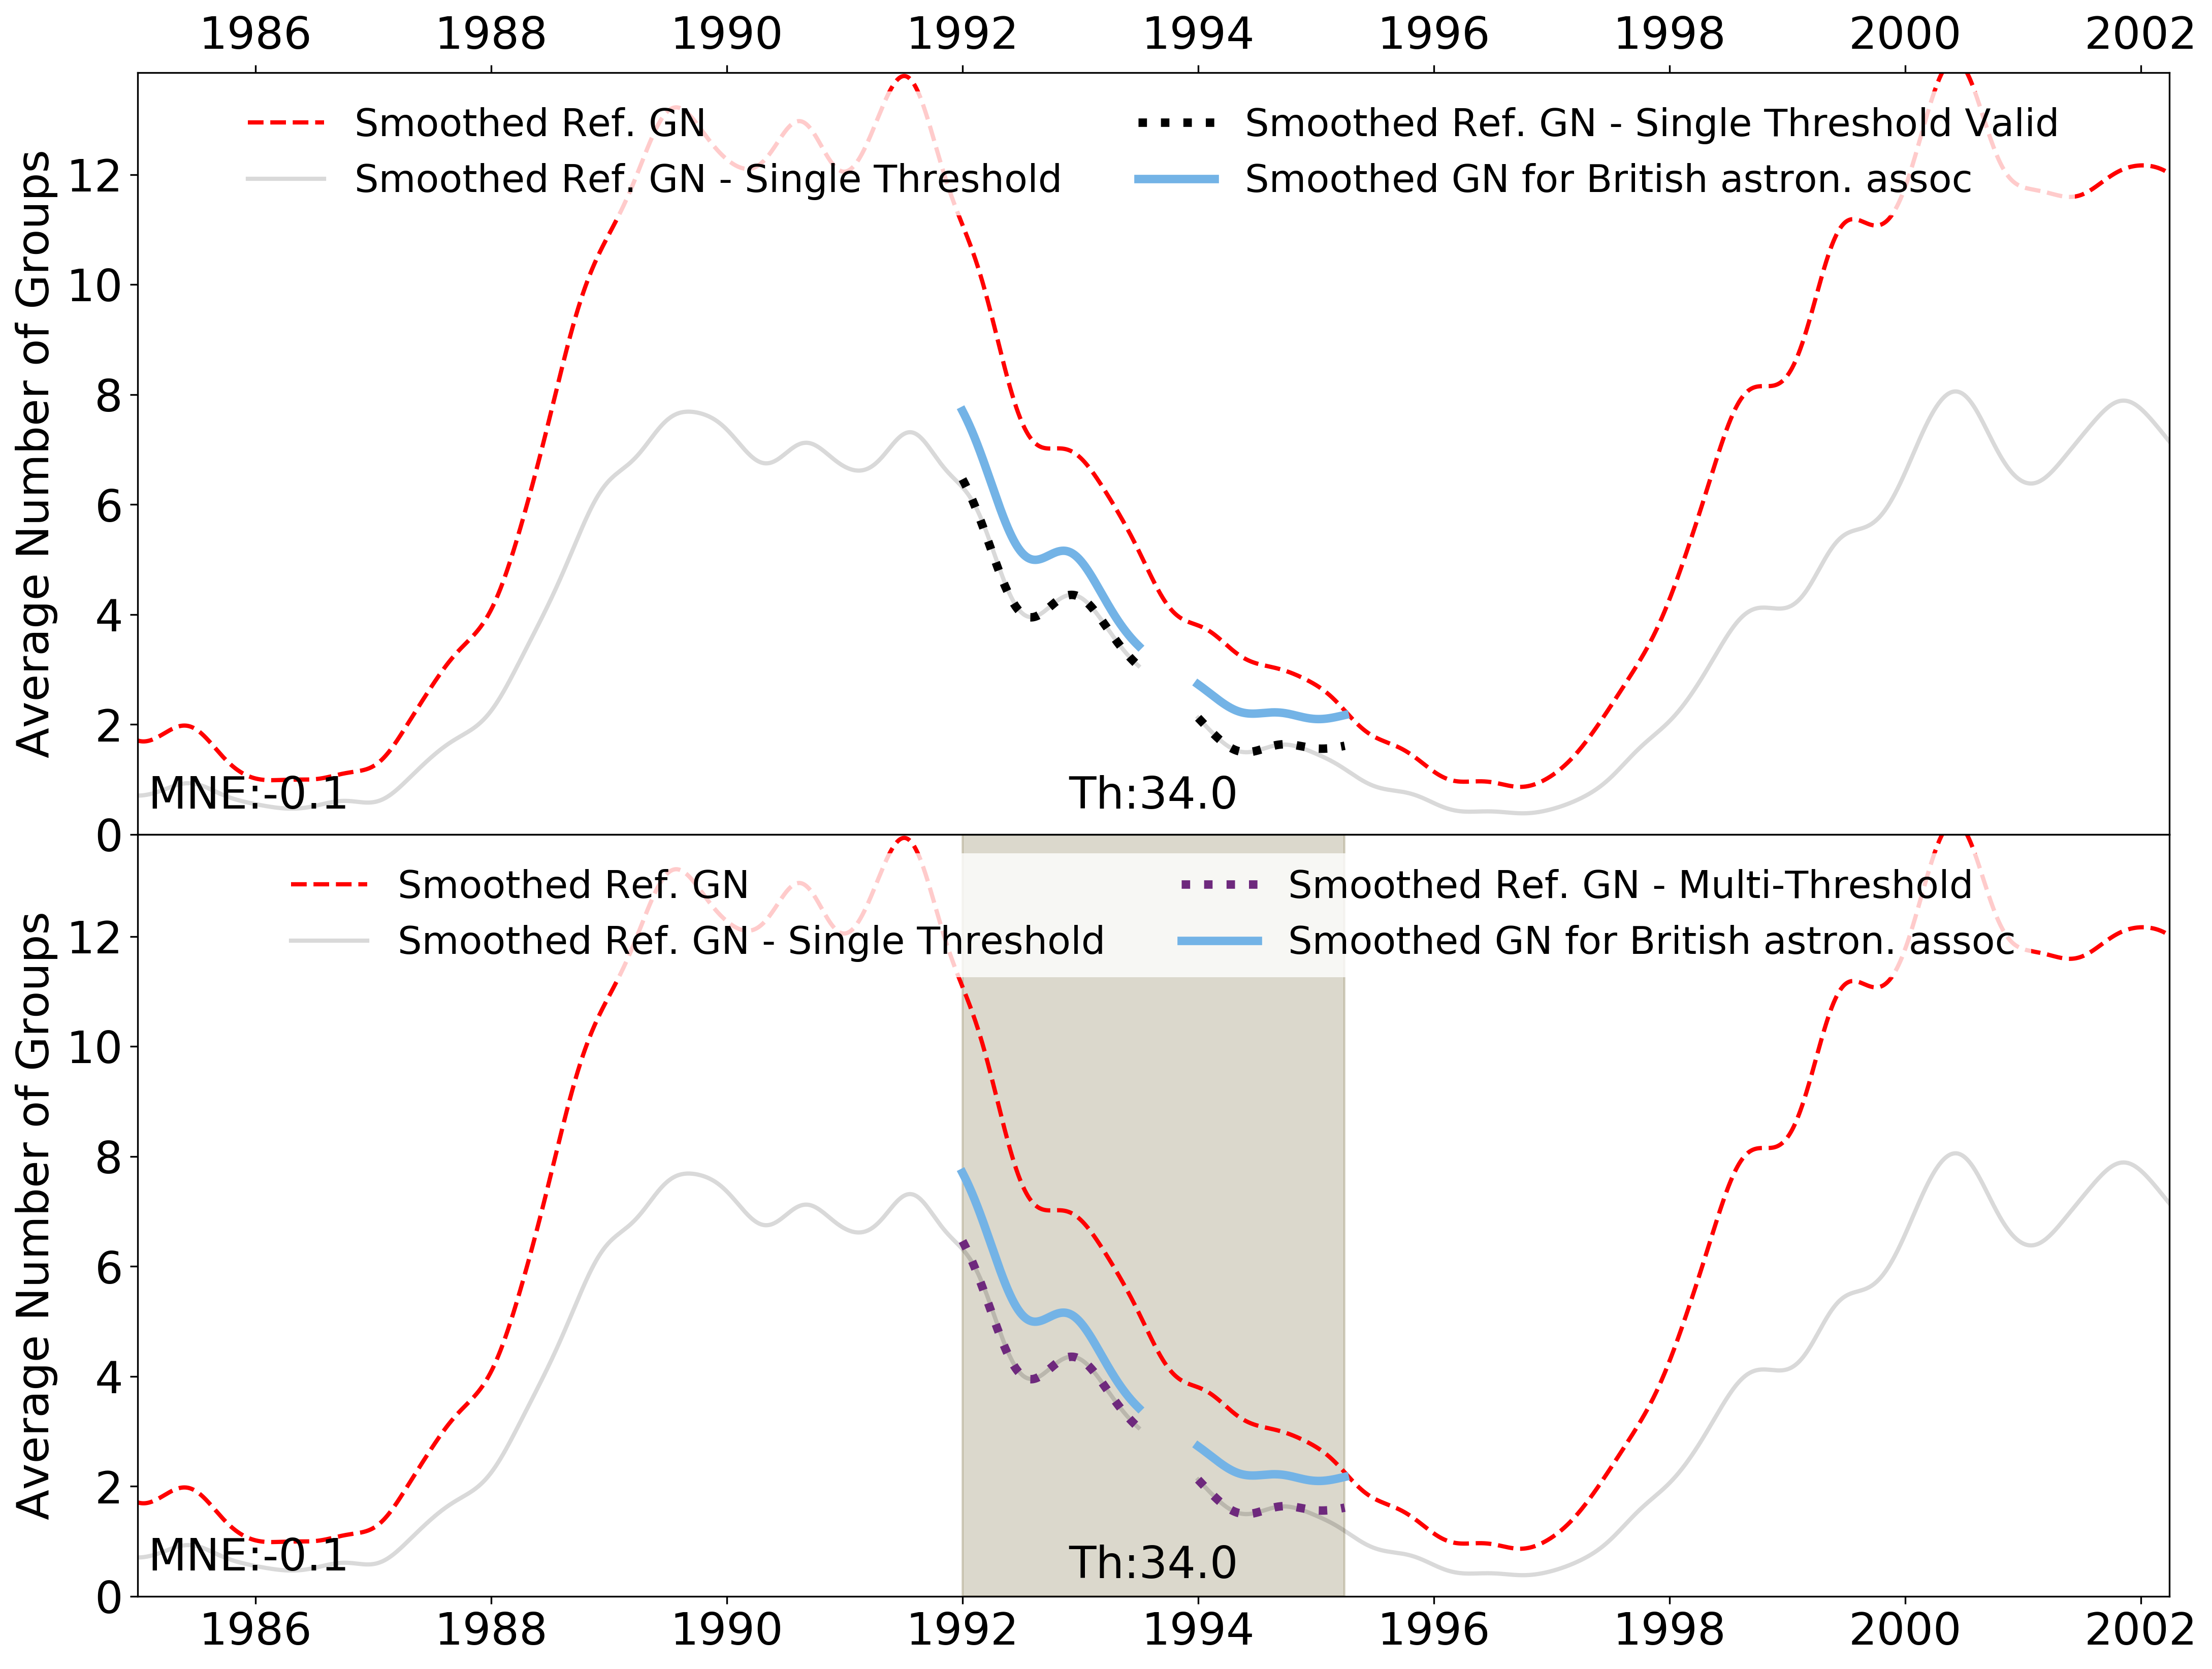 1986 1988 1990 1992 1994 1996 1998 2000 2002
Smoothed Ref. GN
Smoothed Ref. GN - Single Threshold
Smoothed Ref. GN - Single Threshold Valid
Smoothed GN for British astron. assoc
Average Number of Groups
12
10
8
6
4
2
0
MNE:-0.1
Th:34.0
Smoothed Ref. GN
Smoothed Ref. GN - Single Threshold
Smoothed Ref. GN - Multi-Threshold
Smoothed GN for British astron. assoc
Average Number of Groups
12
10
8
6
4
2
0
MNE:-0.1
Th:34.0
1986 1988 1990 1992 1994 1996 1998 2000 2002